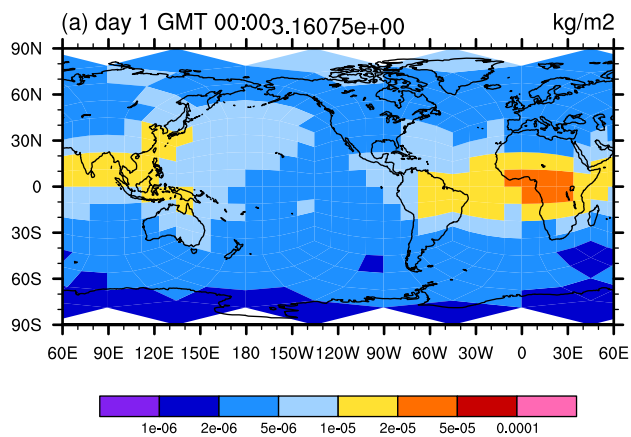 (a) day 1 GMT 00:00 3.16075e+00 kg/m2
90N
60N
30N
0
30S
60S
90S
60E 90E 120E 150E 180 150W 120W 90W 60W 30W 0 30E 60E
1e-06 2e-06 5e-06 1e-05 2e-05 5e-05 0.0001